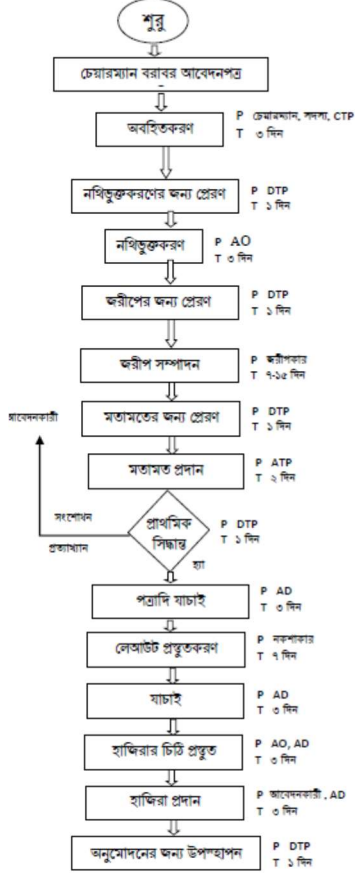 শুরু
চেয়ারম্যান বরাবর আবেদনপত্র
অবহিতকরণ
P চেয়ারম্যান, সদস্য, CTP
T ৩ দিন
নথিভুক্তকরণের জন্য প্রেরণ
P DTP
T ১ দিন
নথিভুক্তকরণ
P AO
T ৩ দিন
জরীপের জন্য প্রেরণ
P DTP
T ১ দিন
জরীপ সম্পাদন
P জরীপকার
T ৭-১৫ দিন
মতামতের জন্য প্রেরণ
P DTP
T ১ দিন
আবেদনকারী
মতামত প্রদান
P ATP
T ২ দিন
সংশোধন
প্রত্যাখ্যান
প্রাথমিক
সিদ্ধান্ত
P DTP
T ১ দিন
হ্যা
পত্রাদি যাচাই
P AD
T ৩ দিন
লেআউট প্রস্তুতকরণ
P নকশাকার
T ৭ দিন
যাচাই
P AD
T ৩ দিন
হাজিরার চিঠি প্রস্তুত
P AO, AD
T ৩ দিন
হাজিরা প্রদান
P আবেদনকারী, AD
T ৩ দিন
অনুমোদনের জন্য উপস্হাপন
P DTP
T ১ দিন